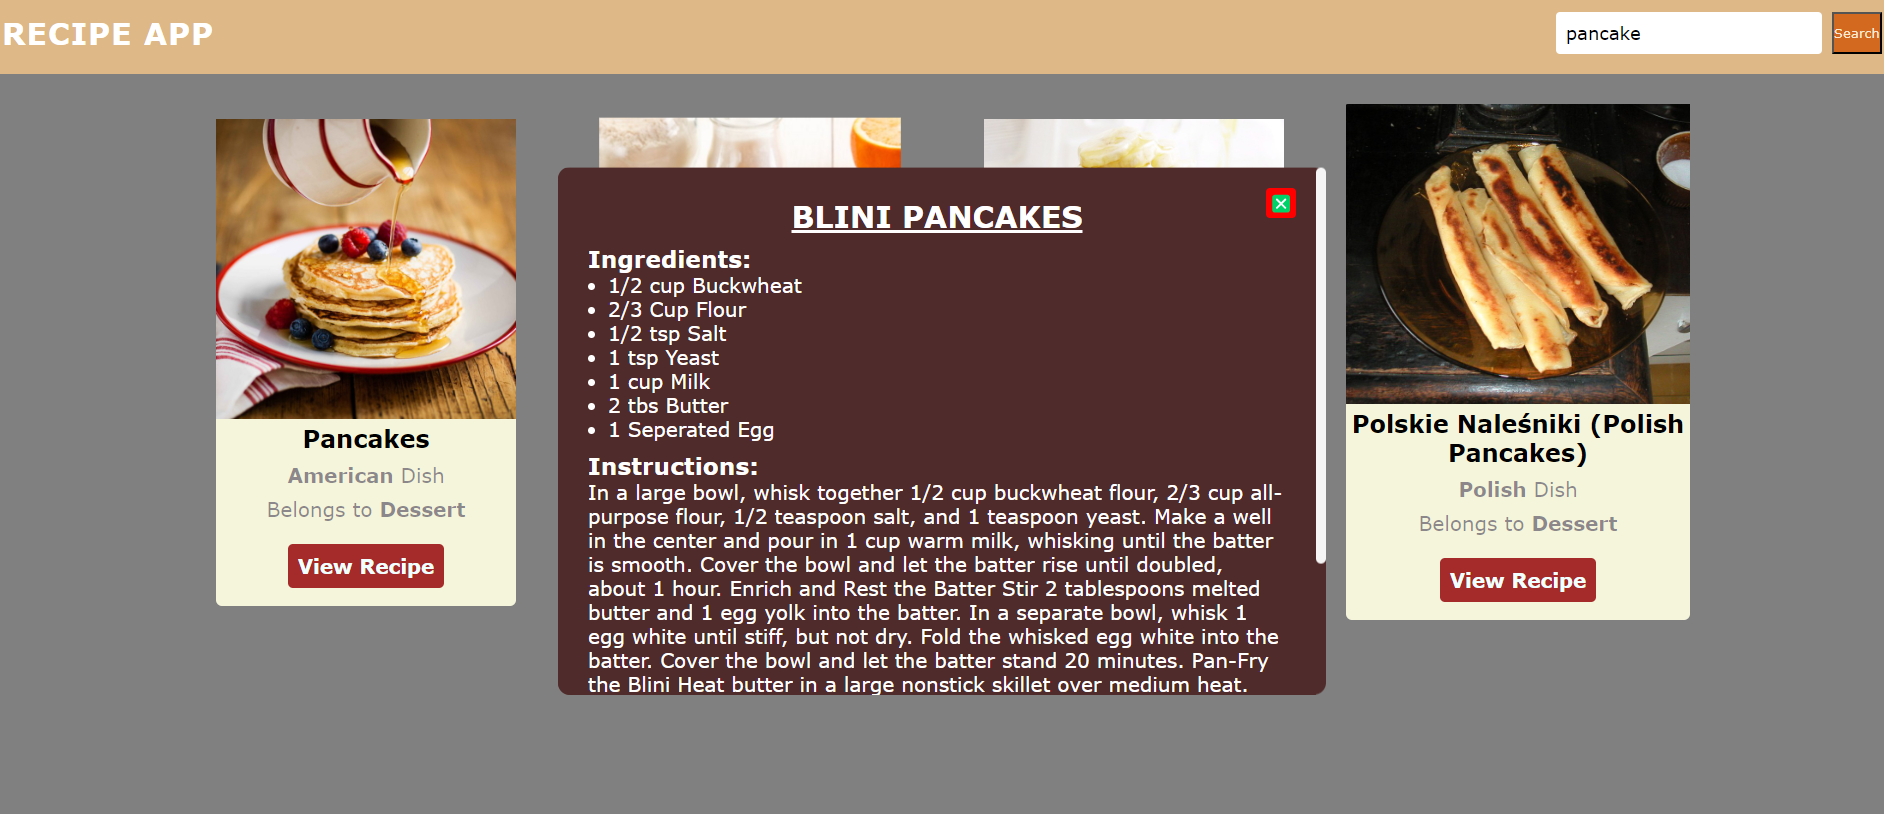 RECIPE APP
pancake
Search
BLINI PANCAKES
Ingredients:
• 1/2 cup Buckwheat
• 2/3 Cup Flour
• 1/2 tsp Salt
• 1 tsp Yeast
• 1 cup Milk
• 2 tbs Butter
• 1 Seperated Egg
Instructions:
In a large bowl, whisk together 1/2 cup buckwheat flour, 2/3 cup all-
purpose flour, 1/2 teaspoon salt, and 1 teaspoon yeast. Make a well
in the center and pour in 1 cup warm milk, whisking until the batter
is smooth. Cover the bowl and let the batter rise until doubled,
about 1 hour. Enrich and Rest the Batter Stir 2 tablespoons melted
butter and 1 egg yolk into the batter. In a separate bowl, whisk 1
egg white until stiff, but not dry. Fold the whisked egg white into the
batter. Cover the bowl and let the batter stand 20 minutes. Pan-Fry
the Blini Heat butter in a large nonstick skillet over medium heat.
Pancakes
American Dish
Belongs to Dessert
View Recipe
Polskie Naleśniki (Polish
Pancakes)
Polish Dish
Belongs to Dessert
View Recipe